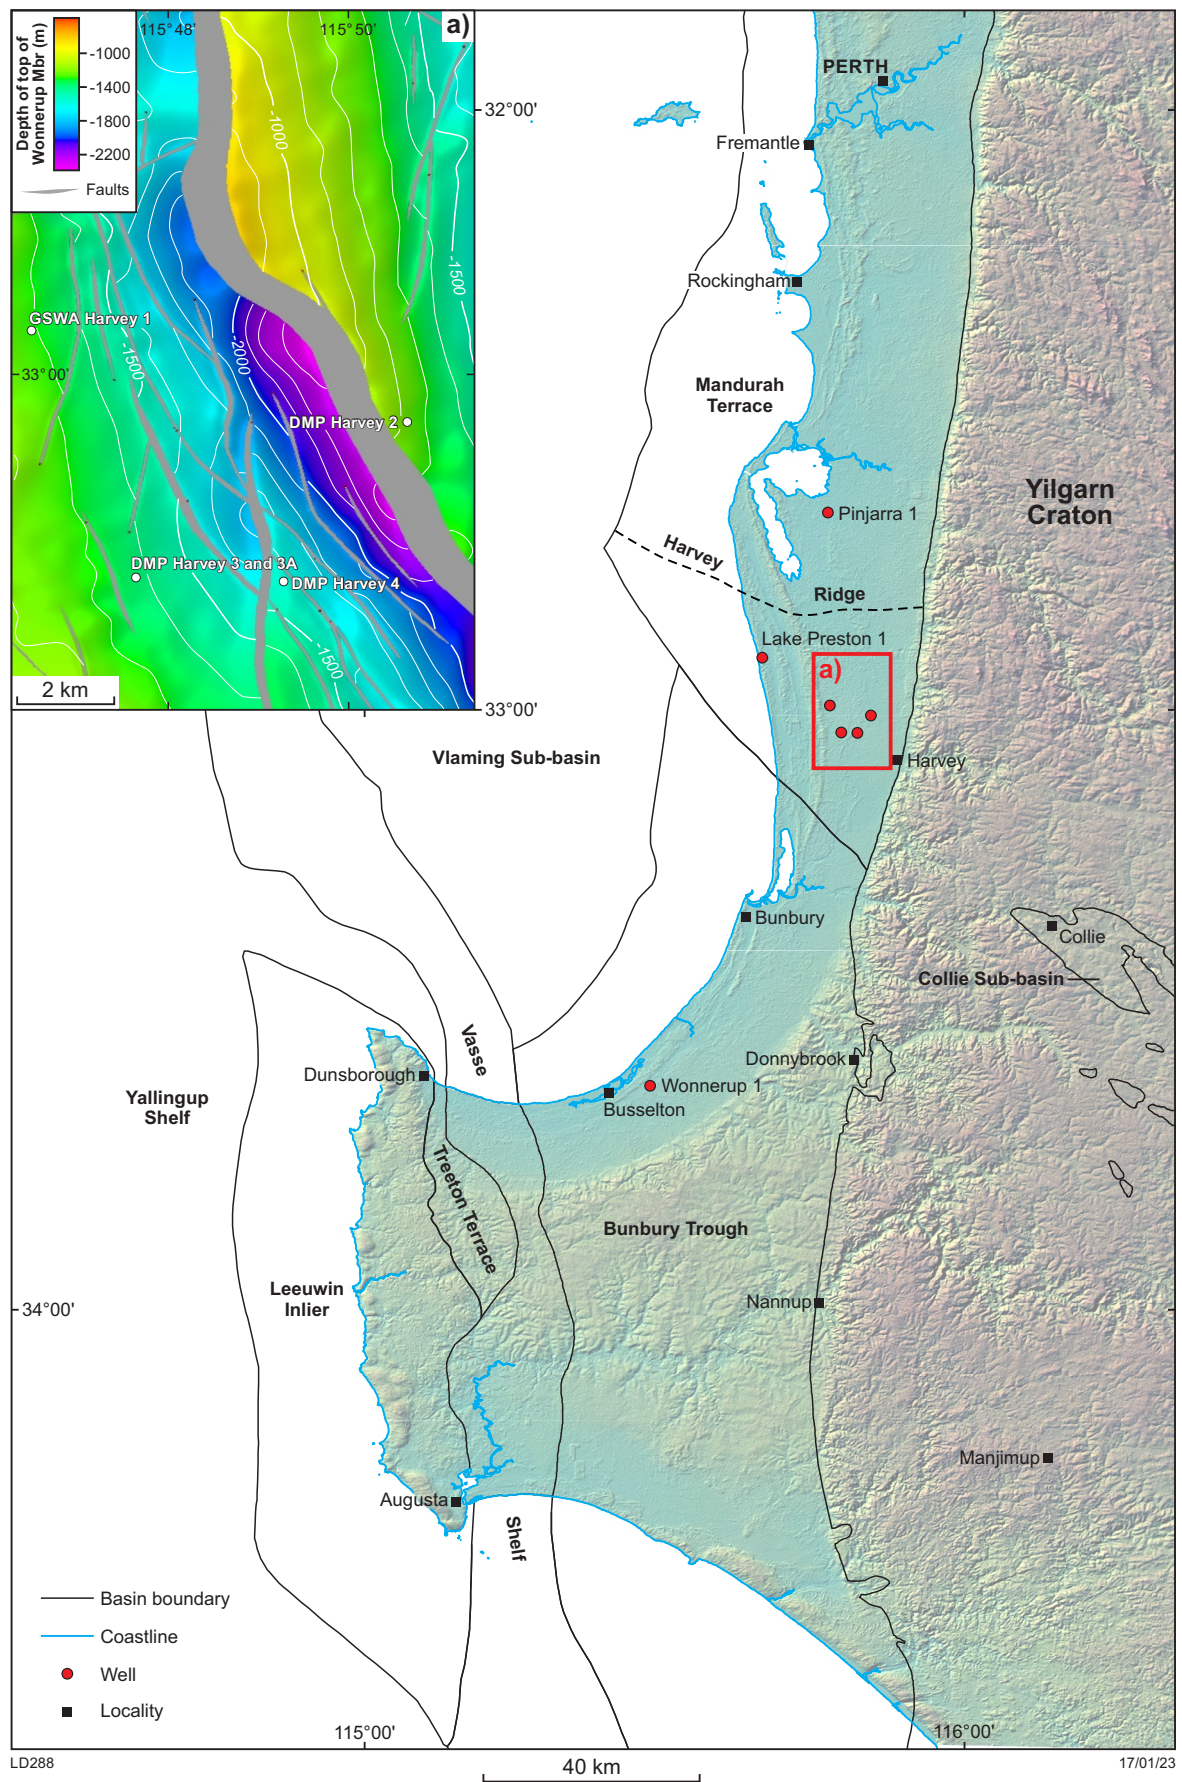 a)
115°48'
115°50'
Depth of top of
Wonnerup Mbr (m)
-1000
-1400
-1800
-2200
Faults
-1000
-1500
GSWA Harvey 1
-1500
-2000
33°00'
DMP Harvey 2
DMP Harvey 3 and 3A
DMP Harvey 4
-1500
2 km
PERTH
32°00'
Fremantle
Rockingham
Mandurah
Terrace
Yilgarn
Craton
Pinjarra 1
Harvey
Ridge
Lake Preston 1
a)
33°00'
Vlaming Sub-basin
Harvey
Bunbury
Collie
Collie Sub-basin
Vasse
Donnybrook
Dunsborough
Wonnerup 1
Busselton
Yallingup
Shelf
Treeton Terrace
Bunbury Trough
Leeuwin
Inlier
Nannup
34°00'
Manjimup
Augusta
Shelf
Basin boundary
Coastline
Well
Locality
115°00'
116°00'
LD288
40 km
17/01/23